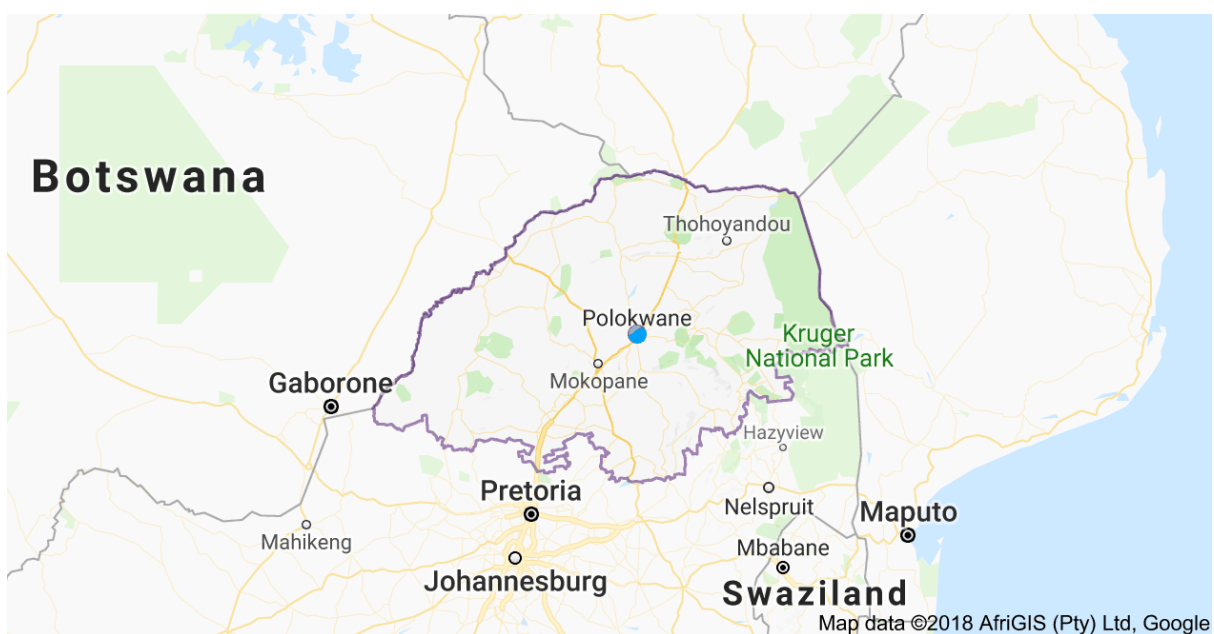 Botswana
Thohoyandou
Polokwane
Kruger
National Park
Mokopane
Gaborone
Hazyview
Pretoria
Nelspruit
Maputo
Mahikeng
Mbabane
Johannesburg
Swaziland
Map data ©2018 AfriGIS (Pty) Ltd, Google